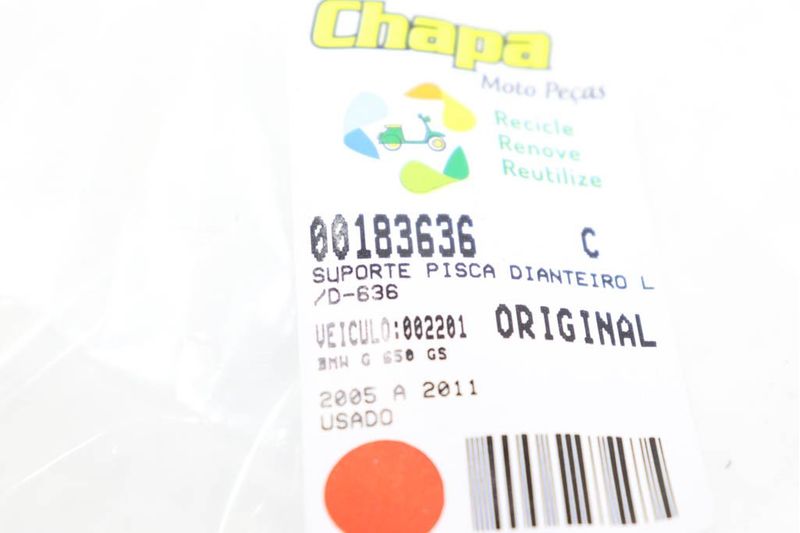 Chapa
Moto Peças
Recicle
Renove
Reutilize
00183636 C
SUPORTE PISCA DIANTEIRO L
/D-636
VEICULO:002201 ORIGINAL
BMW G 650 GS
2005 A 2011
USADO